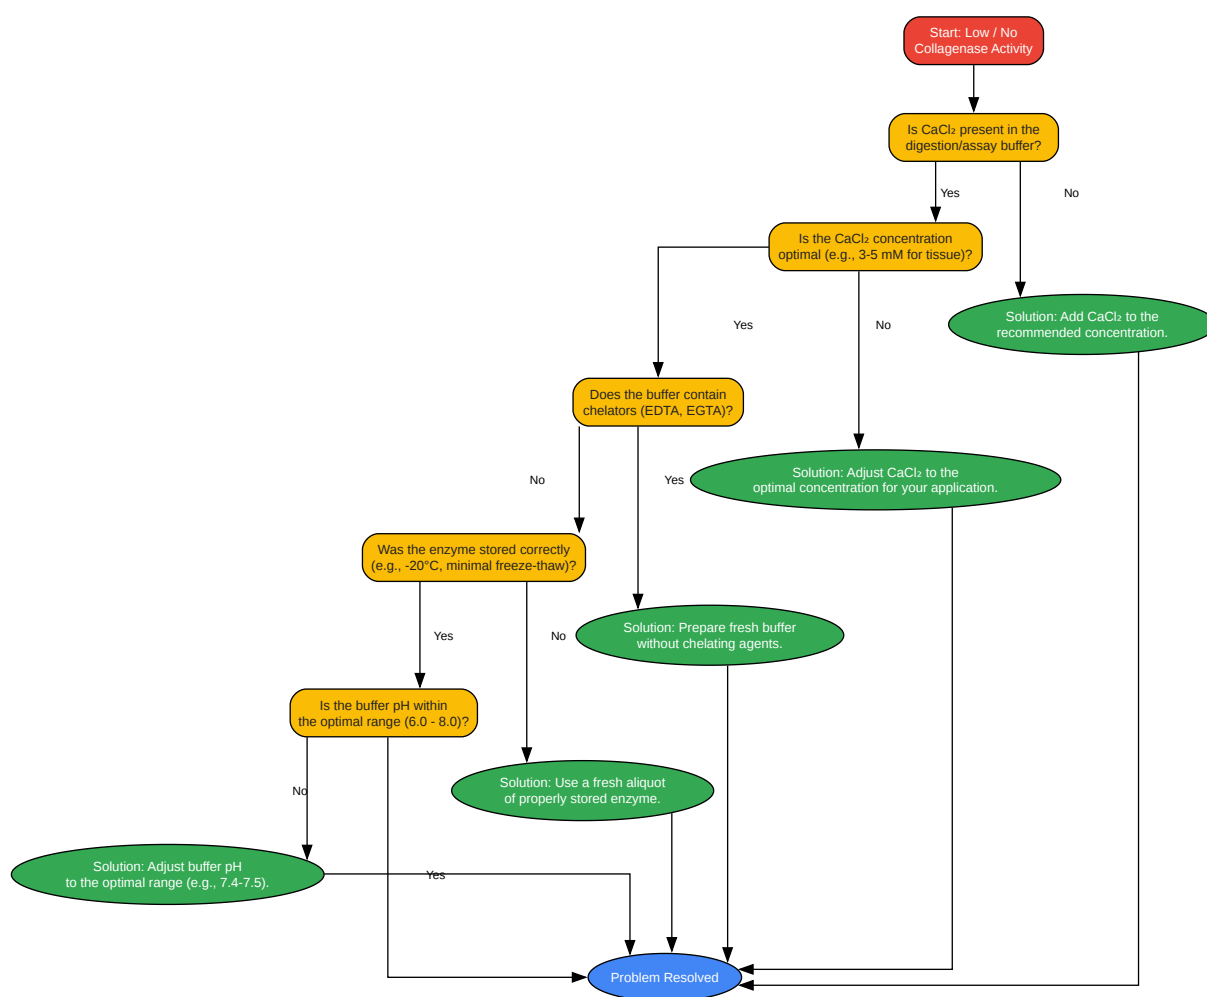 Start: Low / No
Collagenase Activity
Is CaCl₂ present in the
digestion/assay buffer?
Yes
No
Is the CaCl₂ concentration
optimal (e.g., 3-5 mM for tissue)?
Solution: Add CaCl₂ to the
recommended concentration.
Yes
No
Does the buffer contain
chelators (EDTA, EGTA)?
Solution: Adjust CaCl₂ to the
optimal concentration for your application.
No
Yes
Was the enzyme stored correctly
(e.g., -20°C, minimal freeze-thaw)?
Solution: Prepare fresh buffer
without chelating agents.
Yes
No
Is the buffer pH within
the optimal range (6.0 - 8.0)?
Solution: Use a fresh aliquot
of properly stored enzyme.
No
Solution: Adjust buffer pH
to the optimal range (e.g., 7.4-7.5).
Yes
Problem Resolved